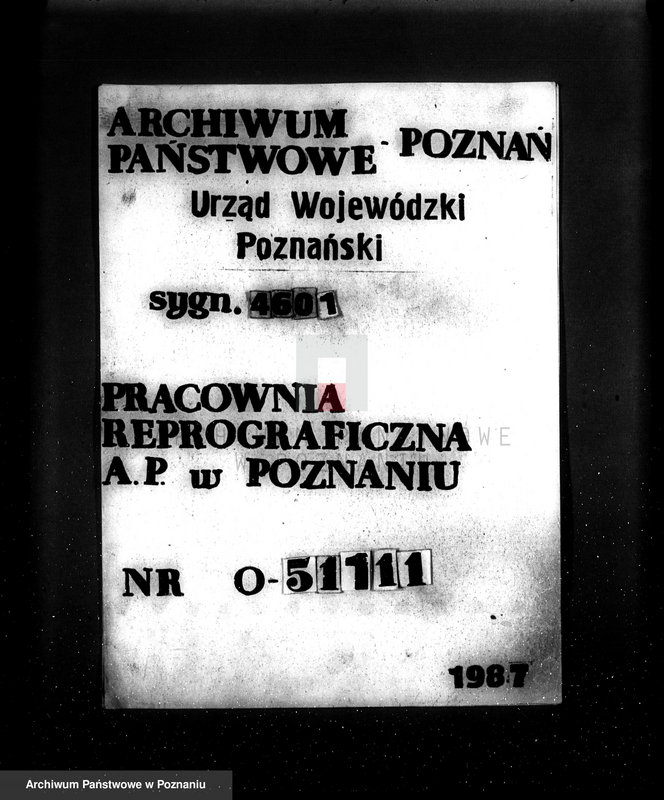 ARCHIWUM
PAŃSTWOWE - POZNAŃ
Urząd Wojewódzki
Poznański
sygn. 4601
PRACOWNIA
REPROGRAFICZNA
A.P. w POZNANIU
NR O-51111
1987
Archiwum Państwowe w Poznaniu